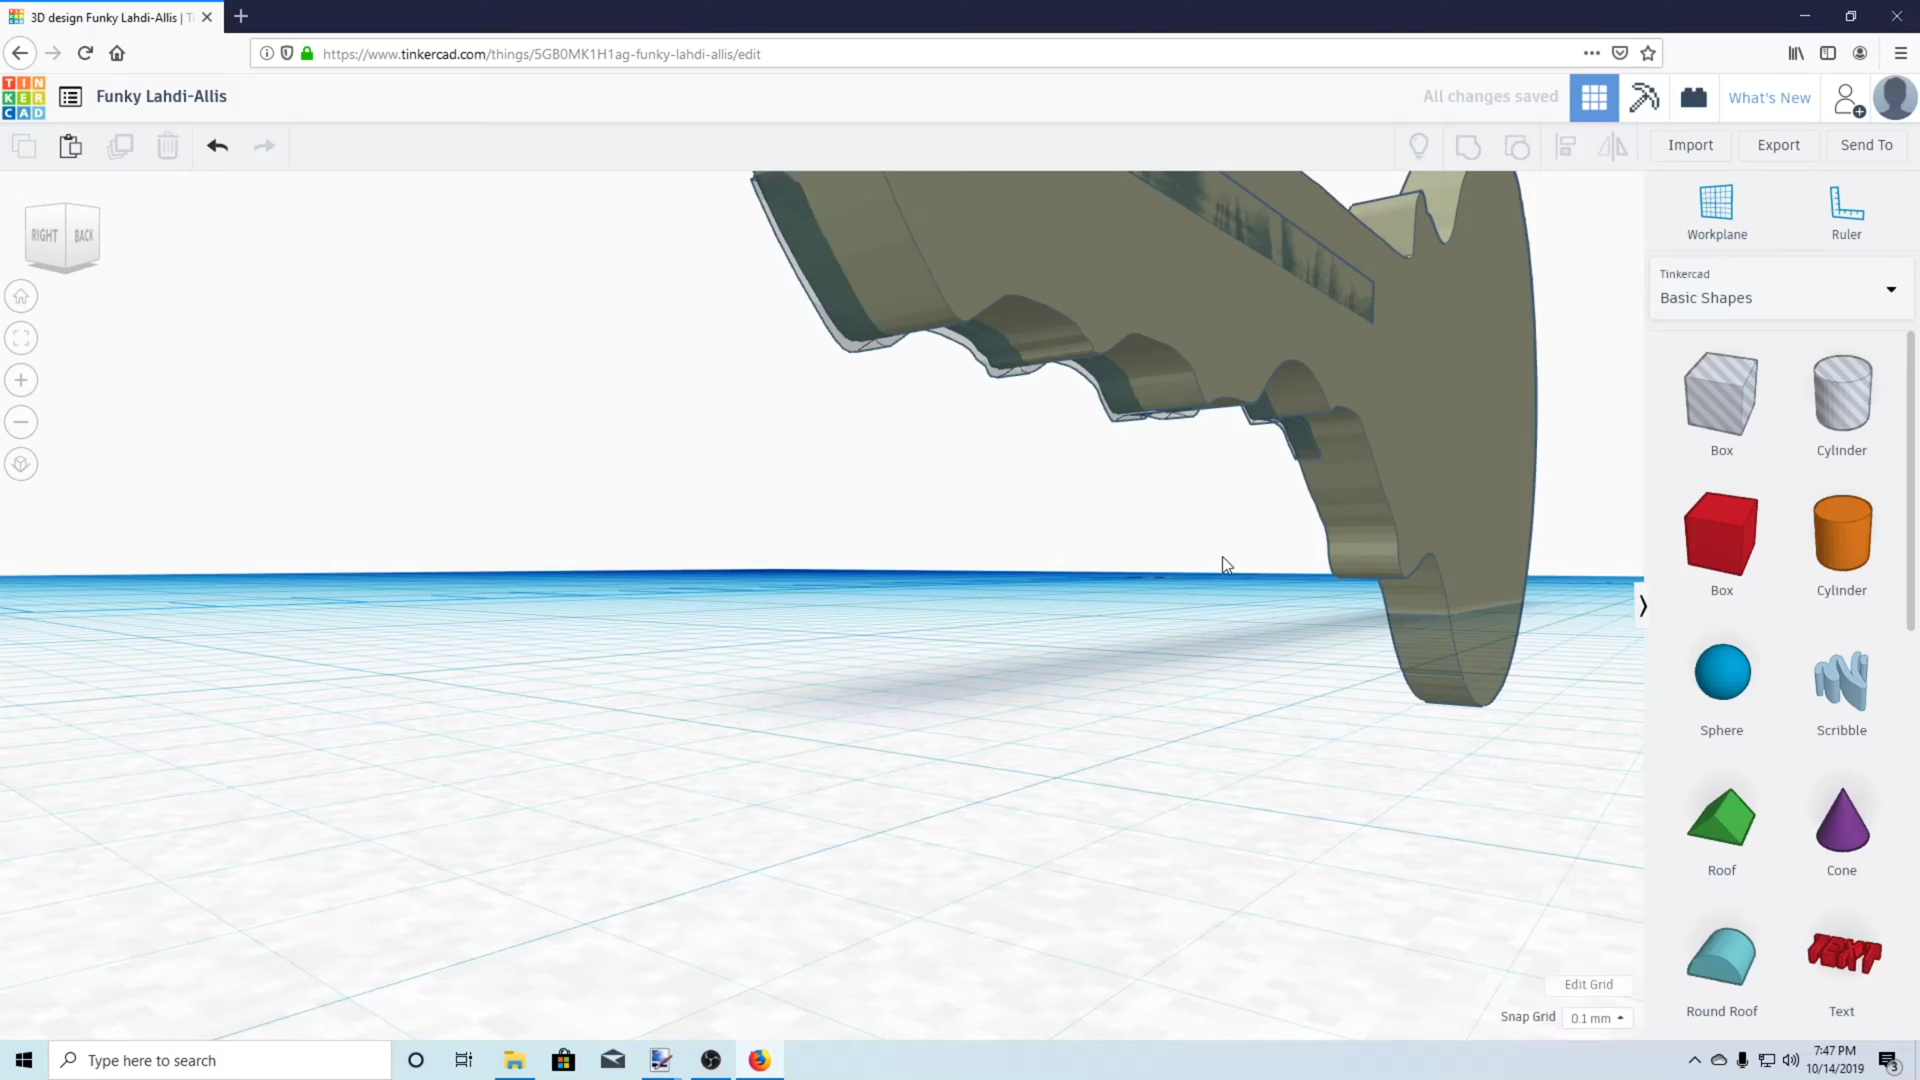 3D design Funky Lahdi-Allis | Ti
https://www.tinkercad.com/things/5GB0MK1H1ag-funky-lahdi-allis/edit
TIN
KER
CAD
Funky Lahdi-Allis
All changes saved
What's New
Import
Export
Send To
RIGHT
BACK
Workplane
Ruler
Tinkercad
Basic Shapes
Box
Cylinder
Box
Cylinder
Sphere
Scribble
Roof
Cone
TEXT
Round Roof
Text
Edit Grid
Snap Grid
0.1 mm
Type here to search
7:47 PM
10/14/2019
3